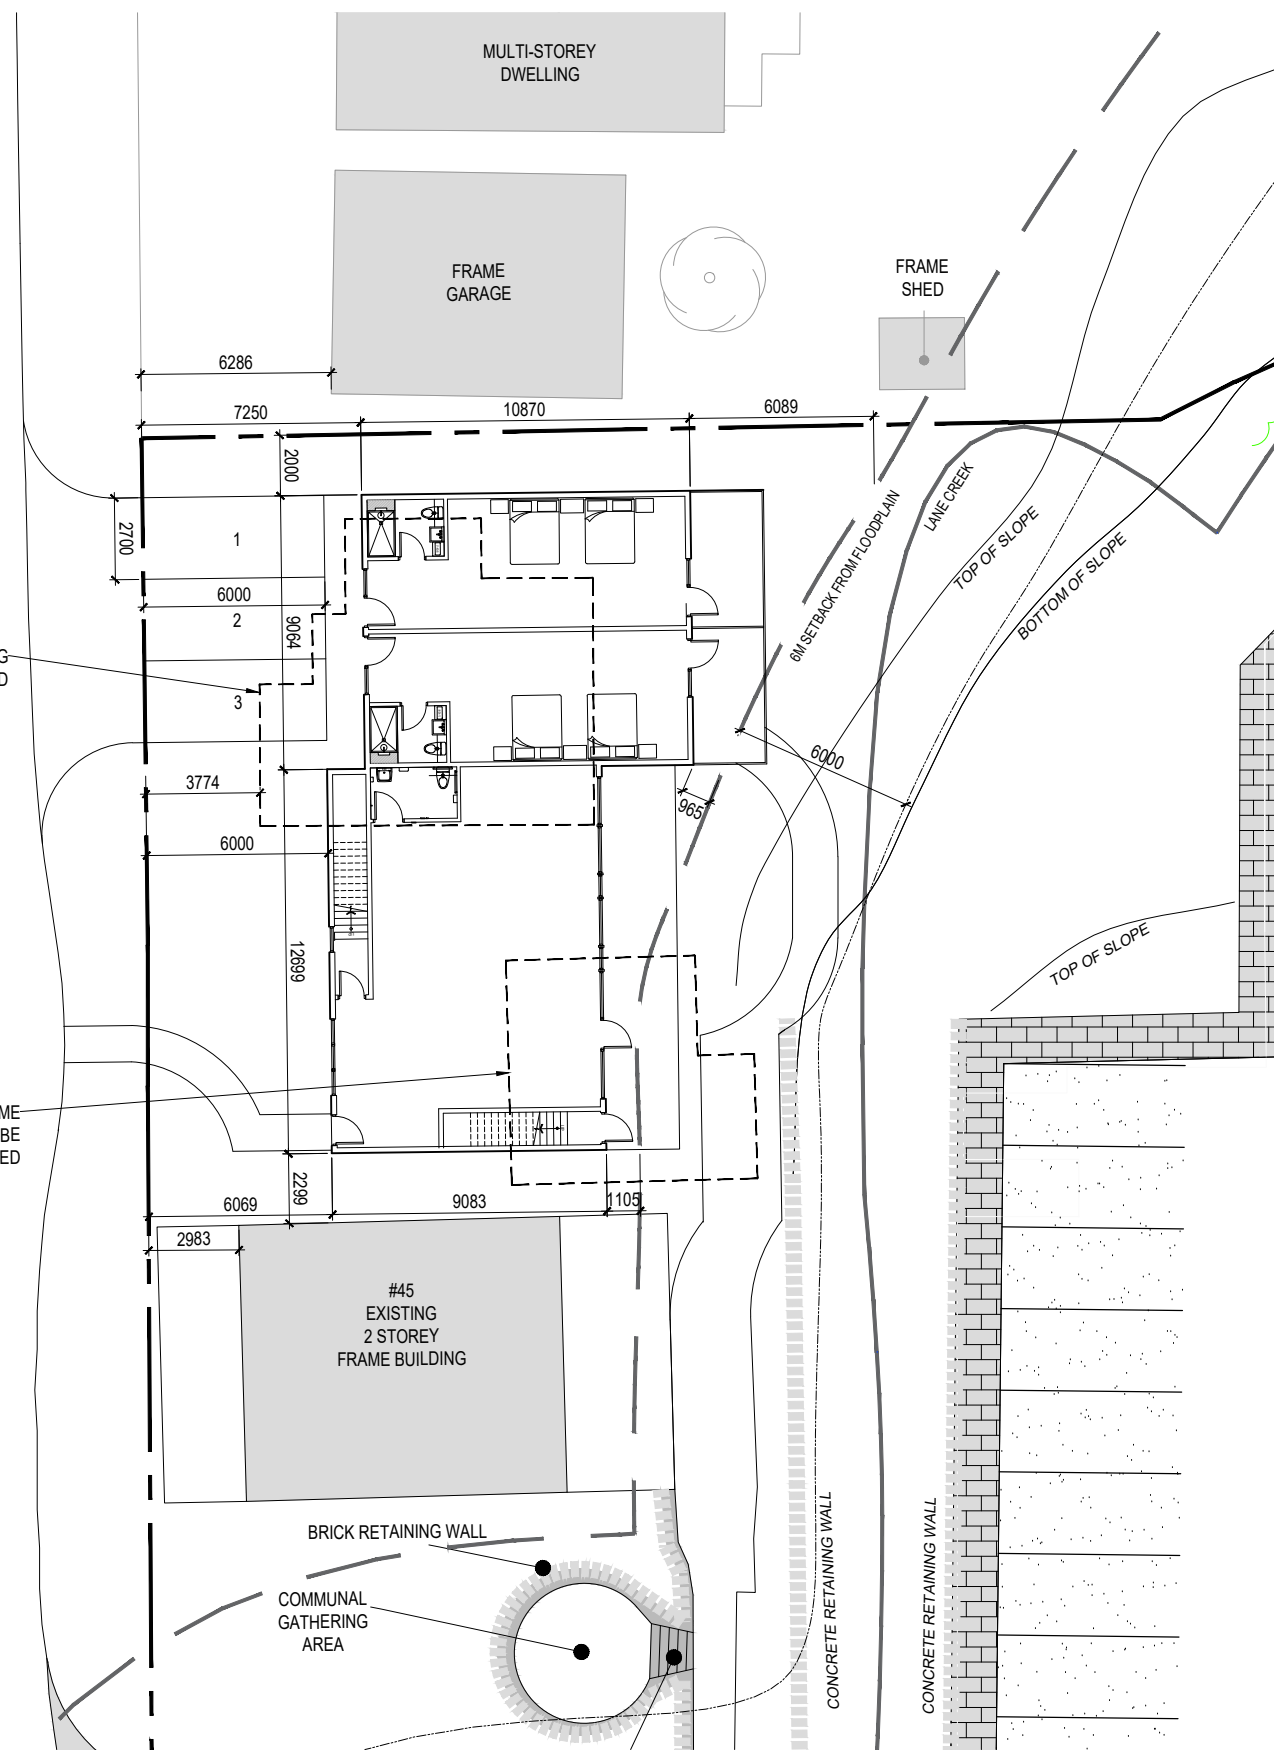 MULTI-STOREY
DWELLING
FRAME
GARAGE
FRAME
SHED
6286
7250
10870
6089
2000
2700
1
6000
2
9064
3
G
D
3774
6000
965
6000
6M SETBACK FROM FLOODPLAIN
LANE CREEK
TOP OF SLOPE
BOTTOM OF SLOPE
TOP OF SLOPE
12699
ME
BE
ED
2299
6069
9083
1105
2983
#45
EXISTING
2 STOREY
FRAME BUILDING
BRICK RETAINING WALL
COMMUNAL
GATHERING
AREA
CONCRETE RETAINING WALL
CONCRETE RETAINING WALL